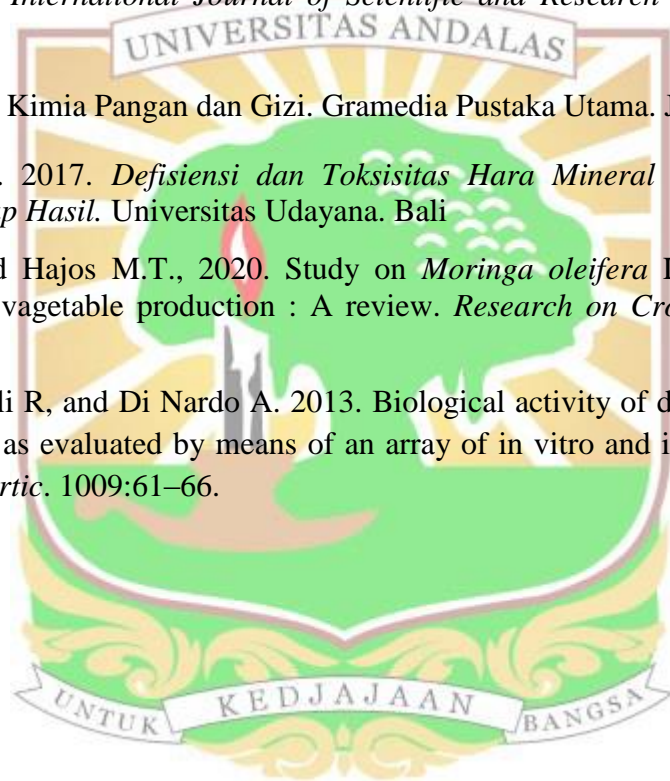 International Journal of Scientific and Research
UNIVERSITAS ANDALAS
Kimia Pangan dan Gizi. Gramedia Pustaka Utama. J
. 2017. Defisiensi dan Toksisitas Hara Mineral
p Hasil. Universitas Udayana. Bali
d Hajos M.T., 2020. Study on Moringa oleifera
vagetable production : A review. Research on Cro
li R, and Di Nardo A. 2013. Biological activity of d
as evaluated by means of an array of in vitro and i
rtic. 1009:61–66.
UNTUK KEDJAJAAN BANGSA